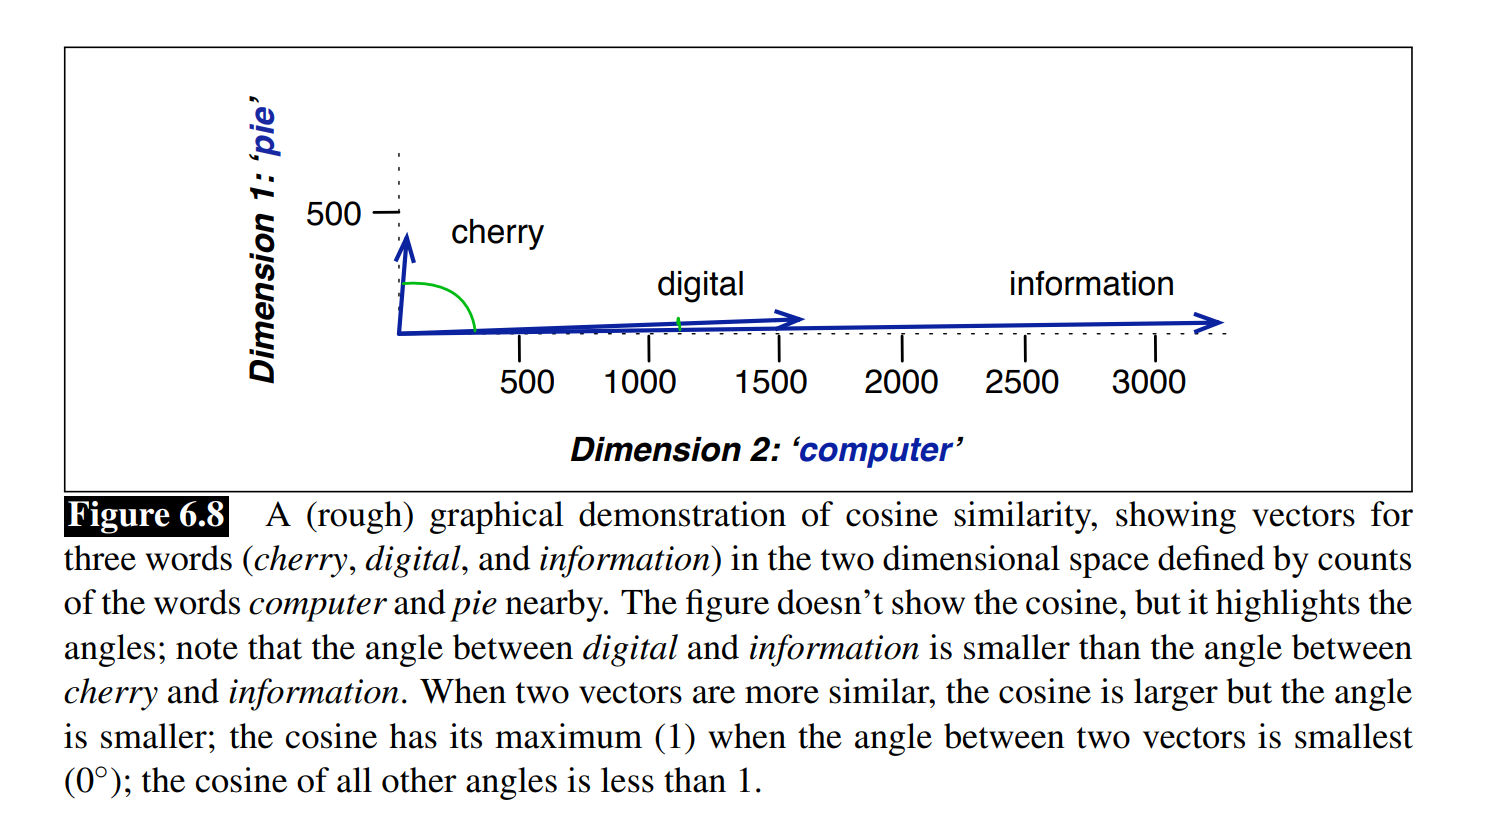 Dimension 1: ‘pie’
500
cherry
digital
information
500 1000 1500 2000 2500 3000
Dimension 2: ‘computer’
Figure 6.8 A (rough) graphical demonstration of cosine similarity, showing vectors for
three words (cherry, digital, and information) in the two dimensional space defined by counts
of the words computer and pie nearby. The figure doesn’t show the cosine, but it highlights the
angles; note that the angle between digital and information is smaller than the angle between
cherry and information. When two vectors are more similar, the cosine is larger but the angle
is smaller; the cosine has its maximum (1) when the angle between two vectors is smallest
(0°); the cosine of all other angles is less than 1.